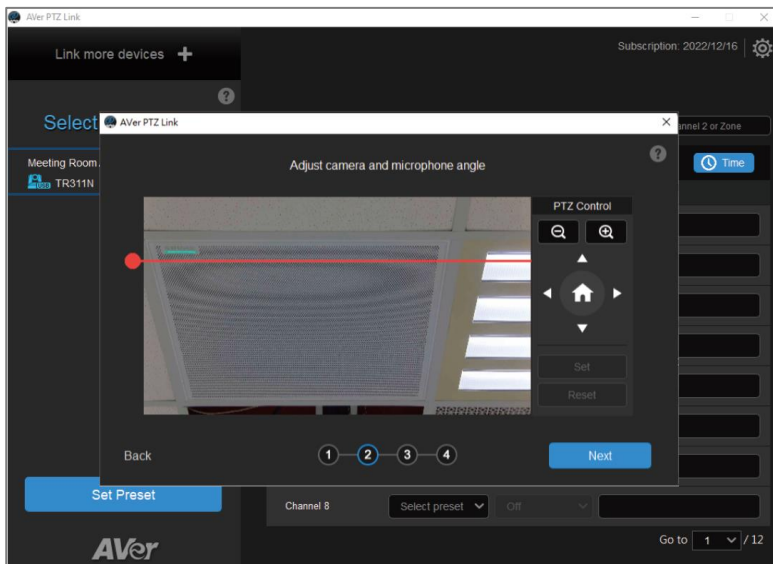 AVer PTZ Link
Link more devices +
Subscription: 2022/12/16
?
Select
AVer PTZ Link
annel 2 or Zone
Adjust camera and microphone angle
?
Meeting Room
USB TR311N
Time
PTZ Control
Set
Reset
Back
1 2 3 4
Next
Set Preset
Channel 8
Select preset
Off
AVer
Go to 1 / 12